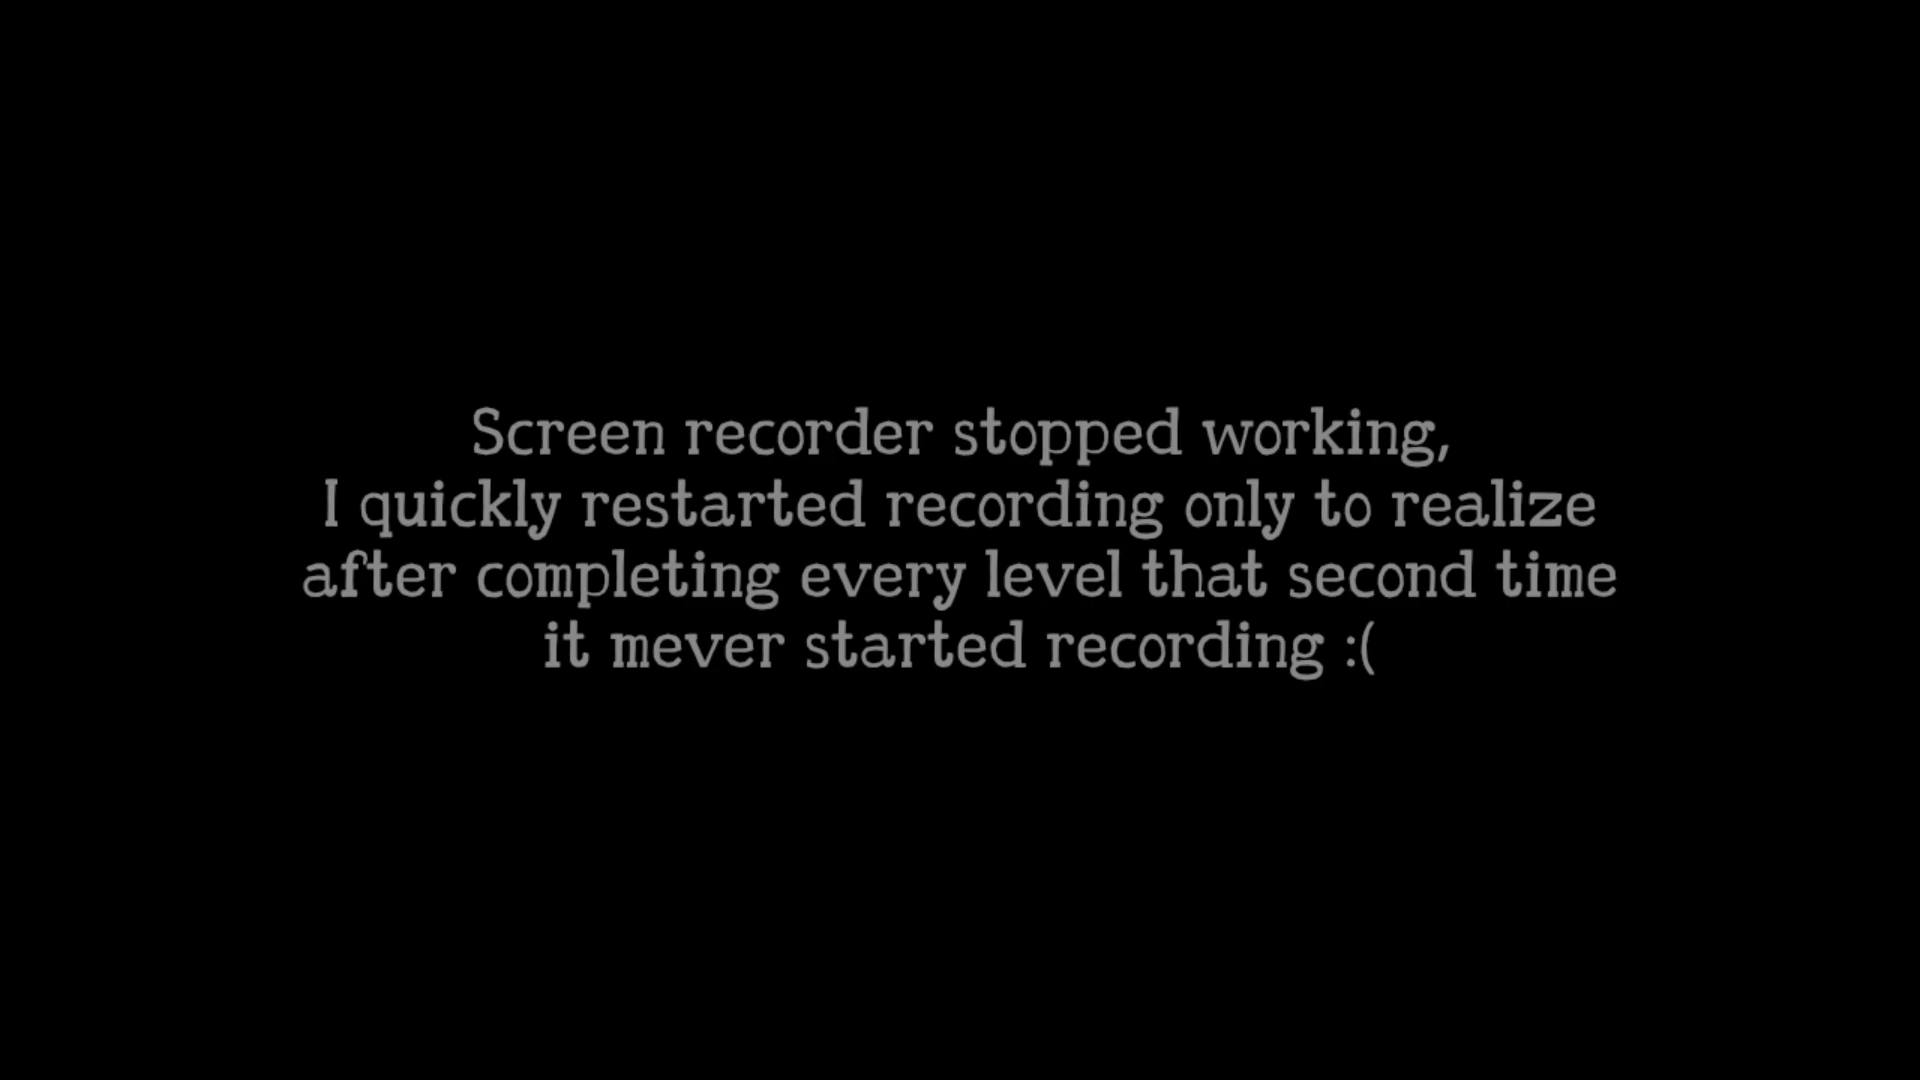 Screen recorder stopped working,
I quickly restarted recording only to realize
after completing every level that second time
it mever started recording :(